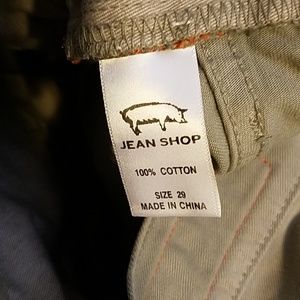 JEAN SHOP
100% COTTON
SIZE 29
MADE IN CHINA